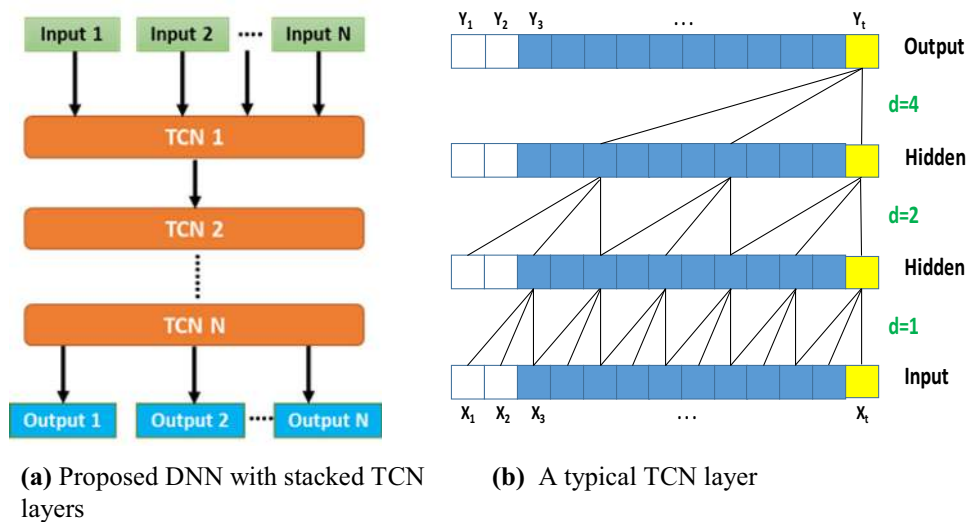 Input 1 Input 2 .... Input N
TCN 1
TCN 2
TCN N
Output 1 Output 2 .... Output N
(a) Proposed DNN with stacked TCN
layers
Y1 Y2 Y3 ... Yt
Output
d=4
Hidden
d=2
Hidden
d=1
Input
X1 X2 X3 ... Xt
(b) A typical TCN layer